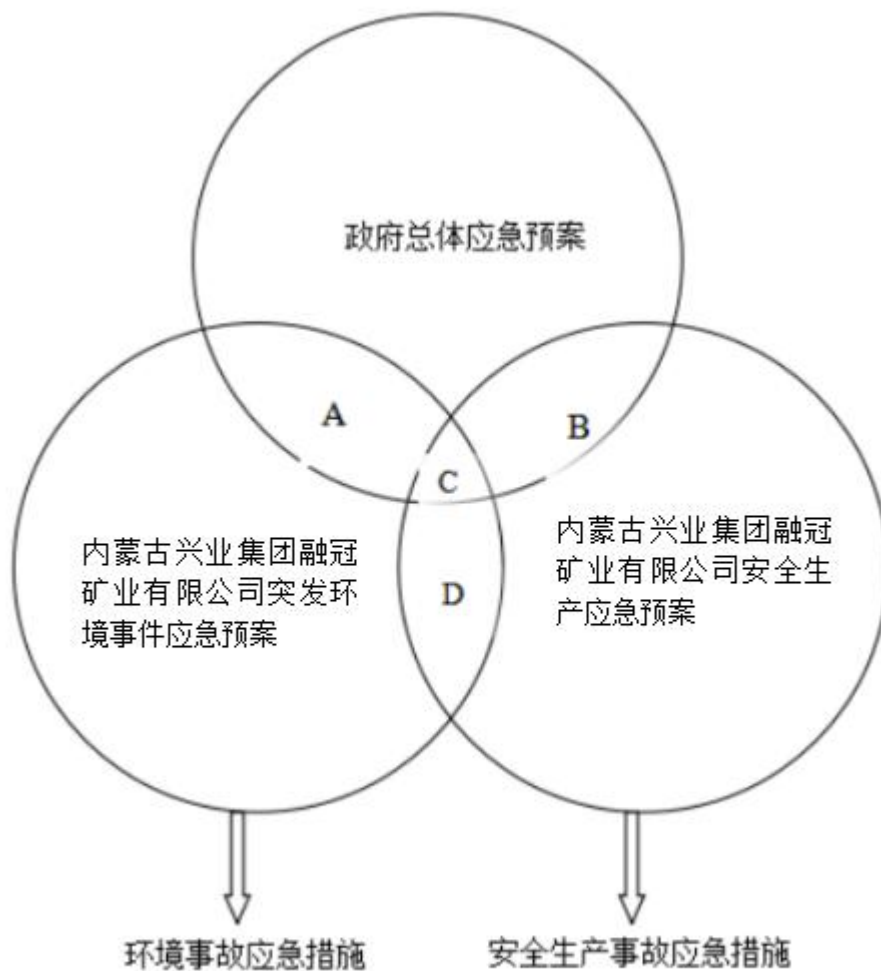 政府总体应急预案
A
B
C
内蒙古兴业集团融冠
矿业有限公司突发环
境事件应急预案
D
内蒙古兴业集团融冠
矿业有限公司安全生
产应急预案
环境事故应急措施
安全生产事故应急措施